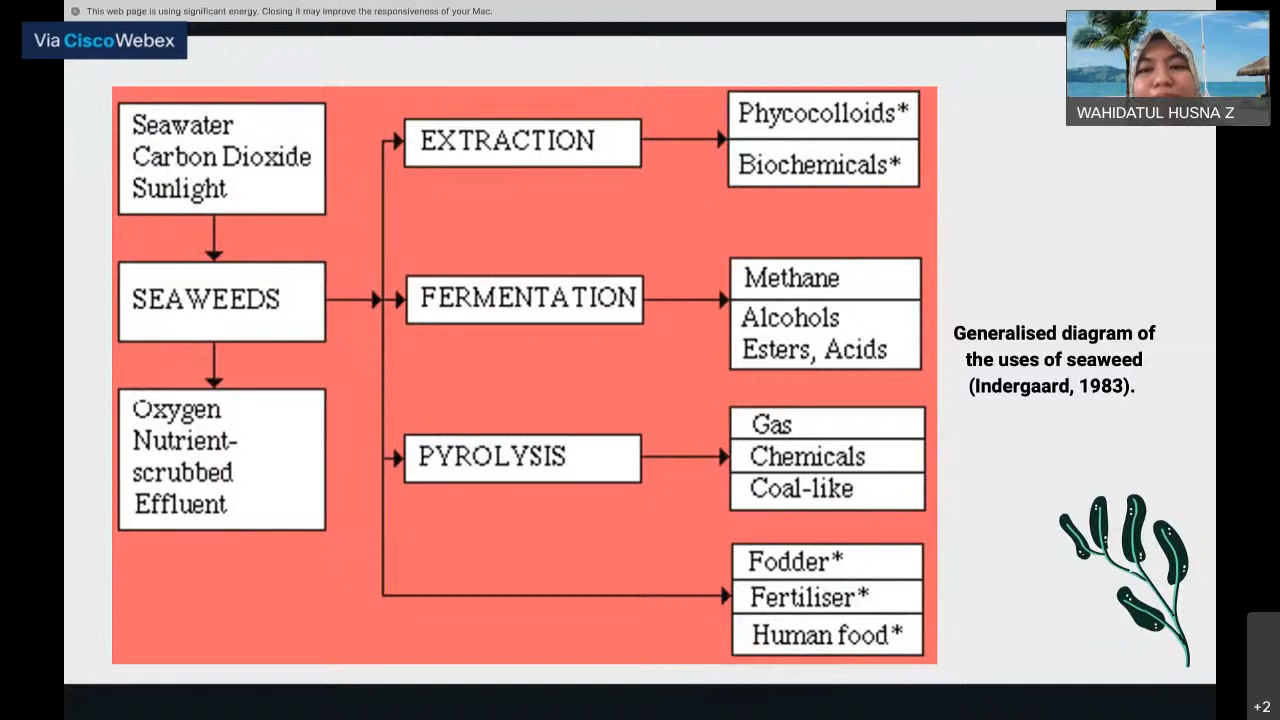 This web page is using significant energy. Closing it may improve the responsiveness of your Mac.
Via Cisco Webex
WAHIDATUL HUSNA Z
Seawater
Carbon Dioxide
Sunlight
SEAWEEDS
Oxygen
Nutrient-
scrubbed
Effluent
EXTRACTION
Phycocolloids*
Biochemicals*
FERMENTATION
Methane
Alcohols
Esters, Acids
PYROLYSIS
Gas
Chemicals
Coal-like
Fodder*
Fertiliser*
Human food*
Generalised diagram of
the uses of seaweed
(Indergaard, 1983).
+2